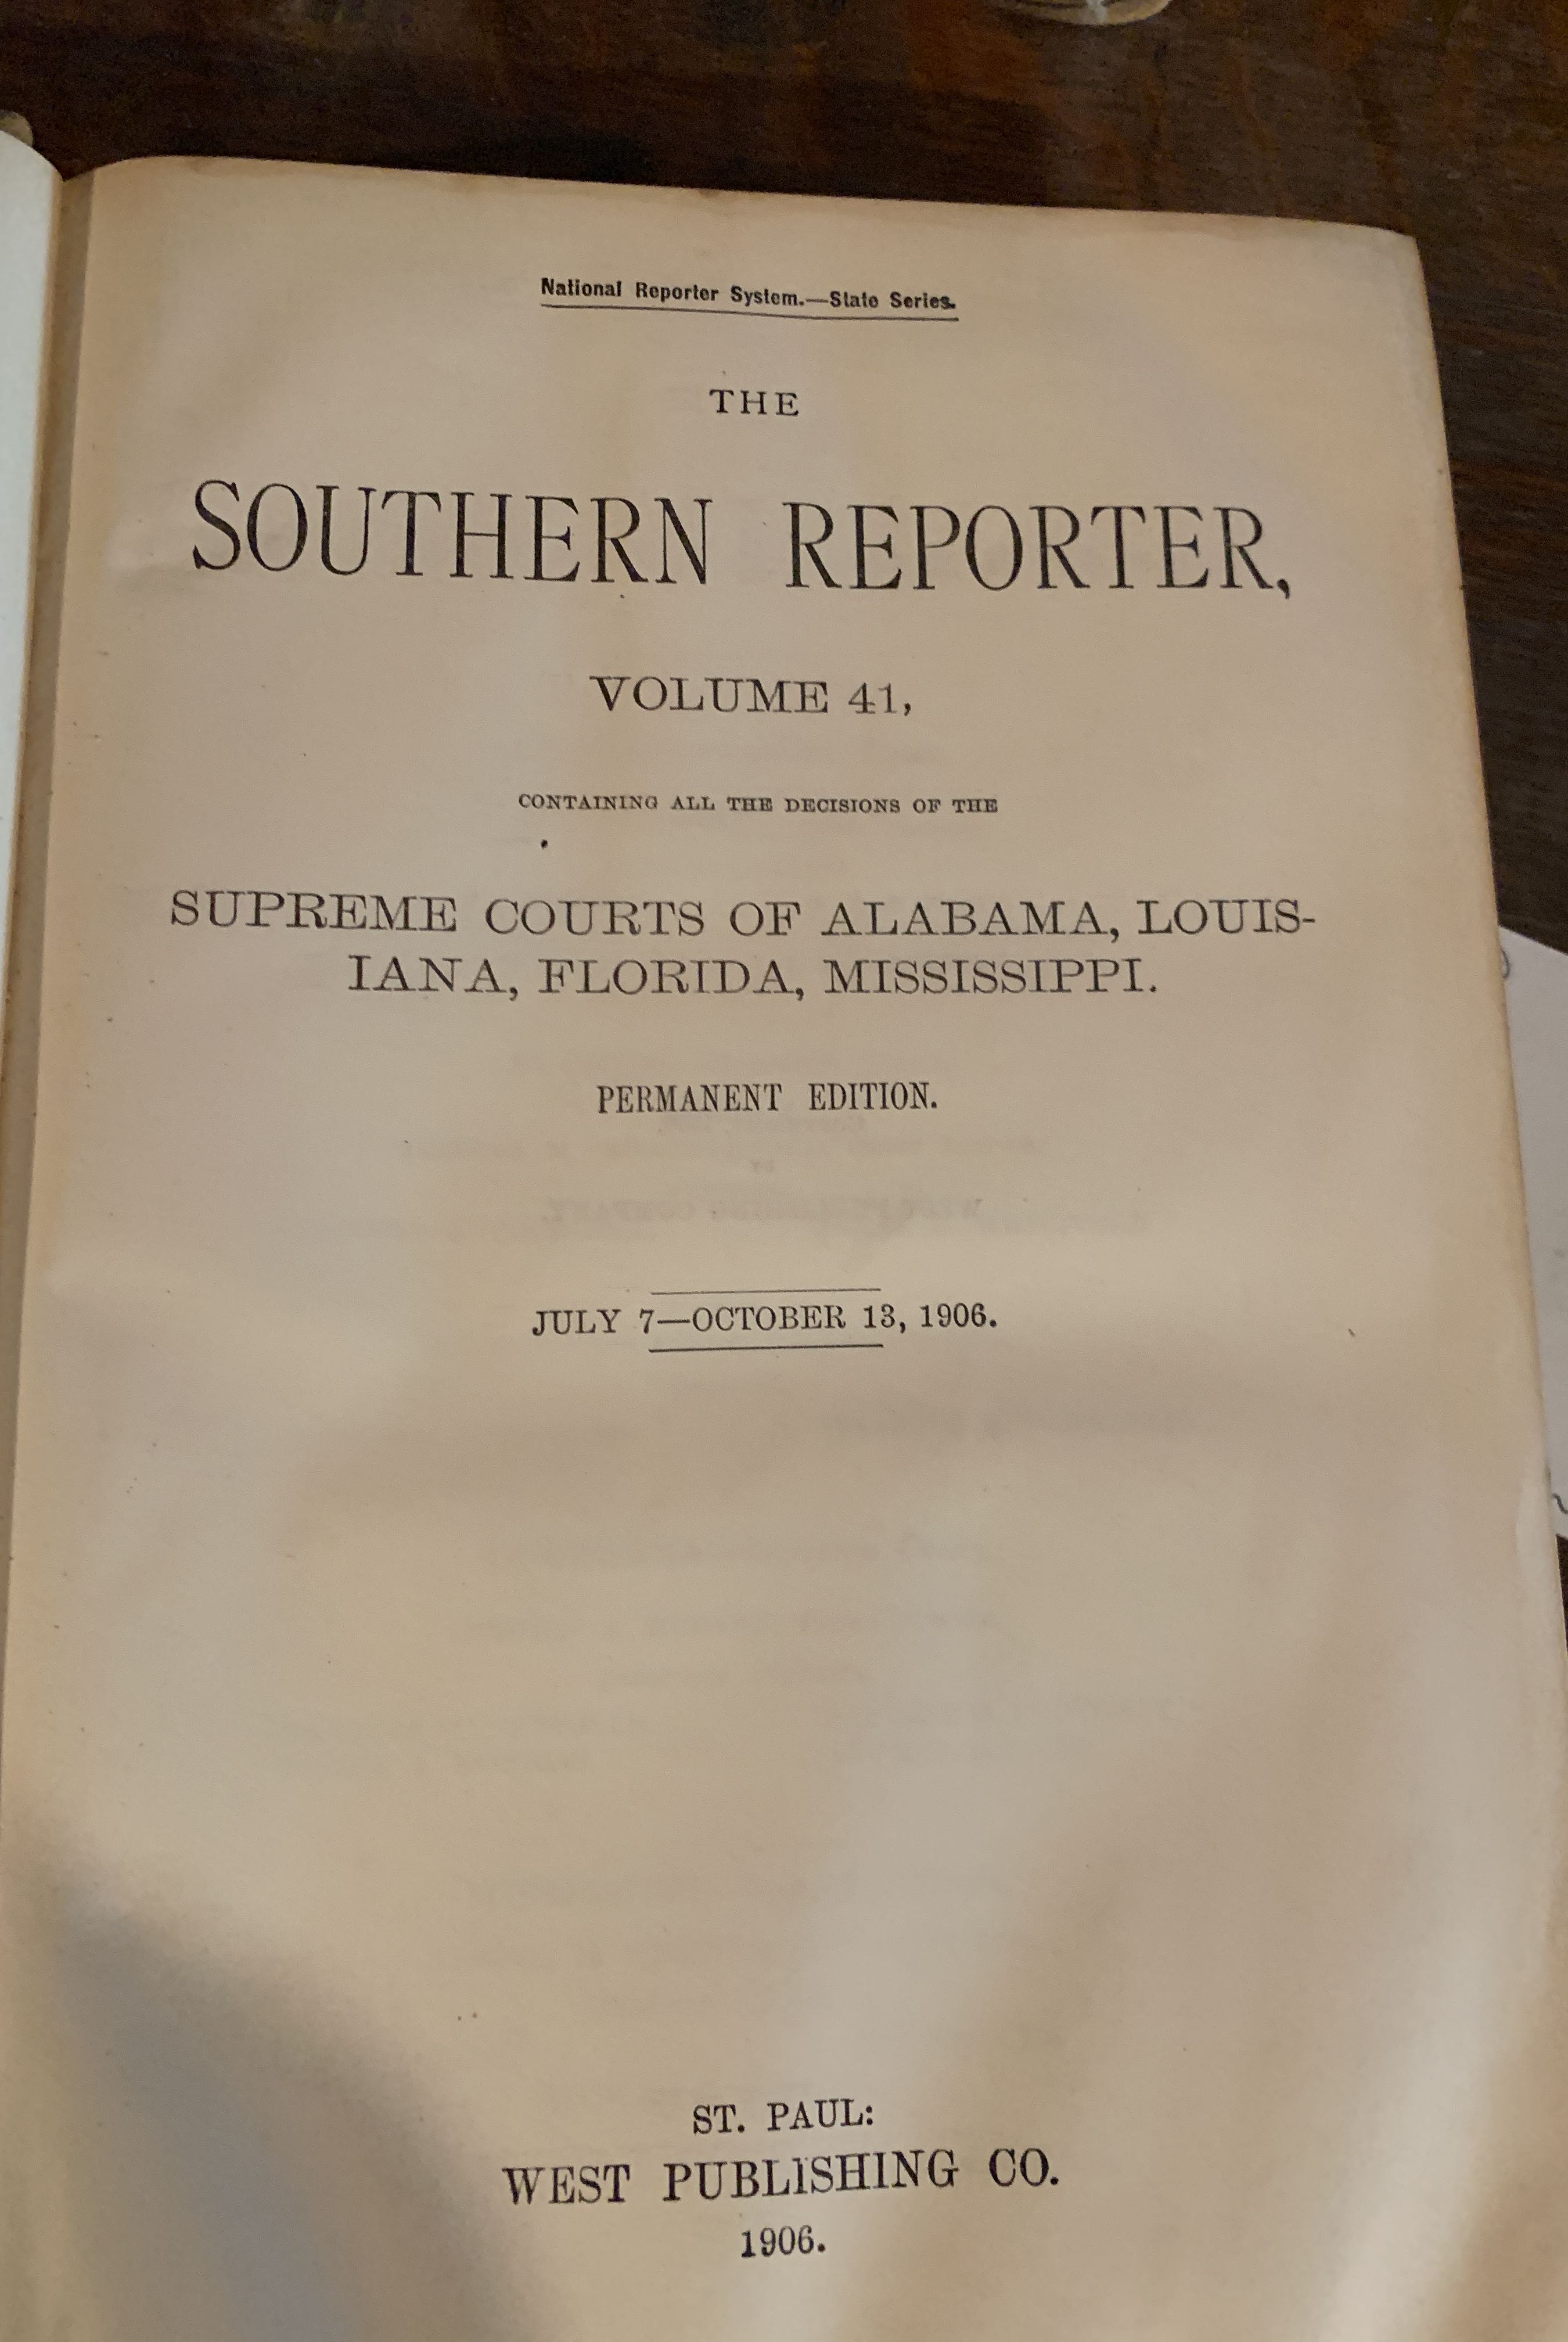 National Reporter System.—State Series.
THE
SOUTHERN REPORTER,
VOLUME 41,
CONTAINING ALL THE DECISIONS OF THE
SUPREME COURTS OF ALABAMA, LOUIS-
IANA, FLORIDA, MISSISSIPPI.
PERMANENT EDITION.
JULY 7—OCTOBER 13, 1906.
ST. PAUL:
WEST PUBLISHING CO.
1906.